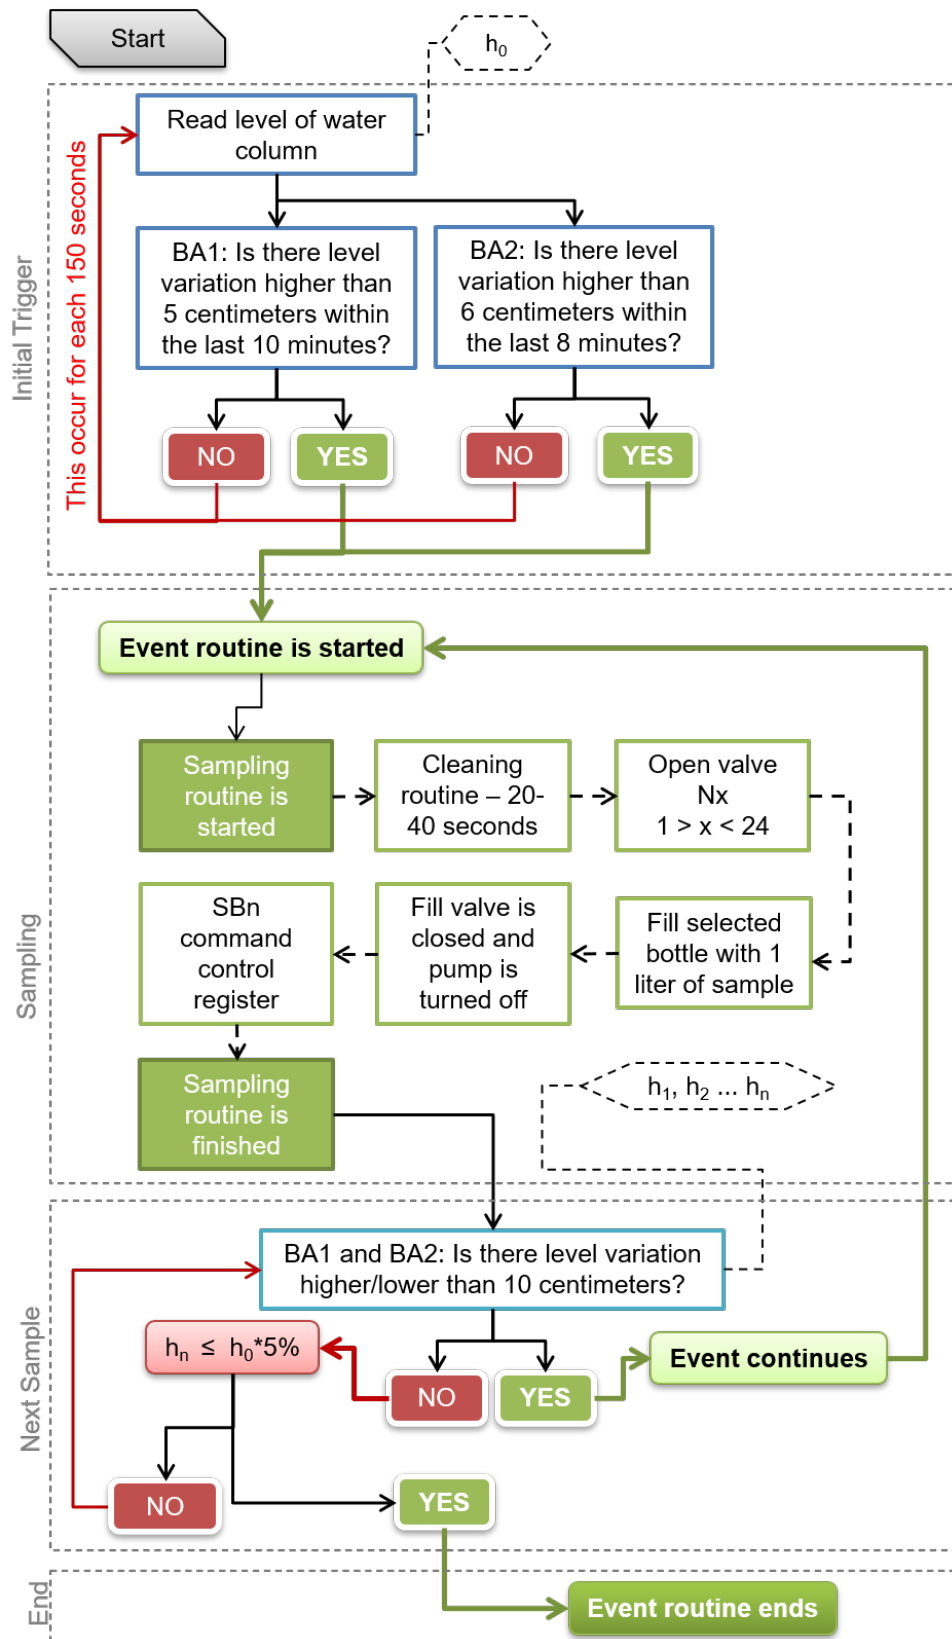 Start
h₀
Initial Trigger
This occur for each 150 seconds
Read level of water
column
BA1: Is there level
variation higher than
5 centimeters within
the last 10 minutes?
BA2: Is there level
variation higher than
6 centimeters within
the last 8 minutes?
NO
YES
NO
YES
Sampling
Event routine is started
Sampling
routine is
started
Cleaning
routine – 20-
40 seconds
Open valve
Nx
1 > x < 24
SBn
command
control
register
Fill valve is
closed and
pump is
turned off
Fill selected
bottle with 1
liter of sample
Sampling
routine is
finished
h₁, h₂ ... hₙ
Next Sample
BA1 and BA2: Is there level variation
higher/lower than 10 centimeters?
hₙ ≤ h₀*5%
NO
YES
Event continues
NO
YES
End
Event routine ends